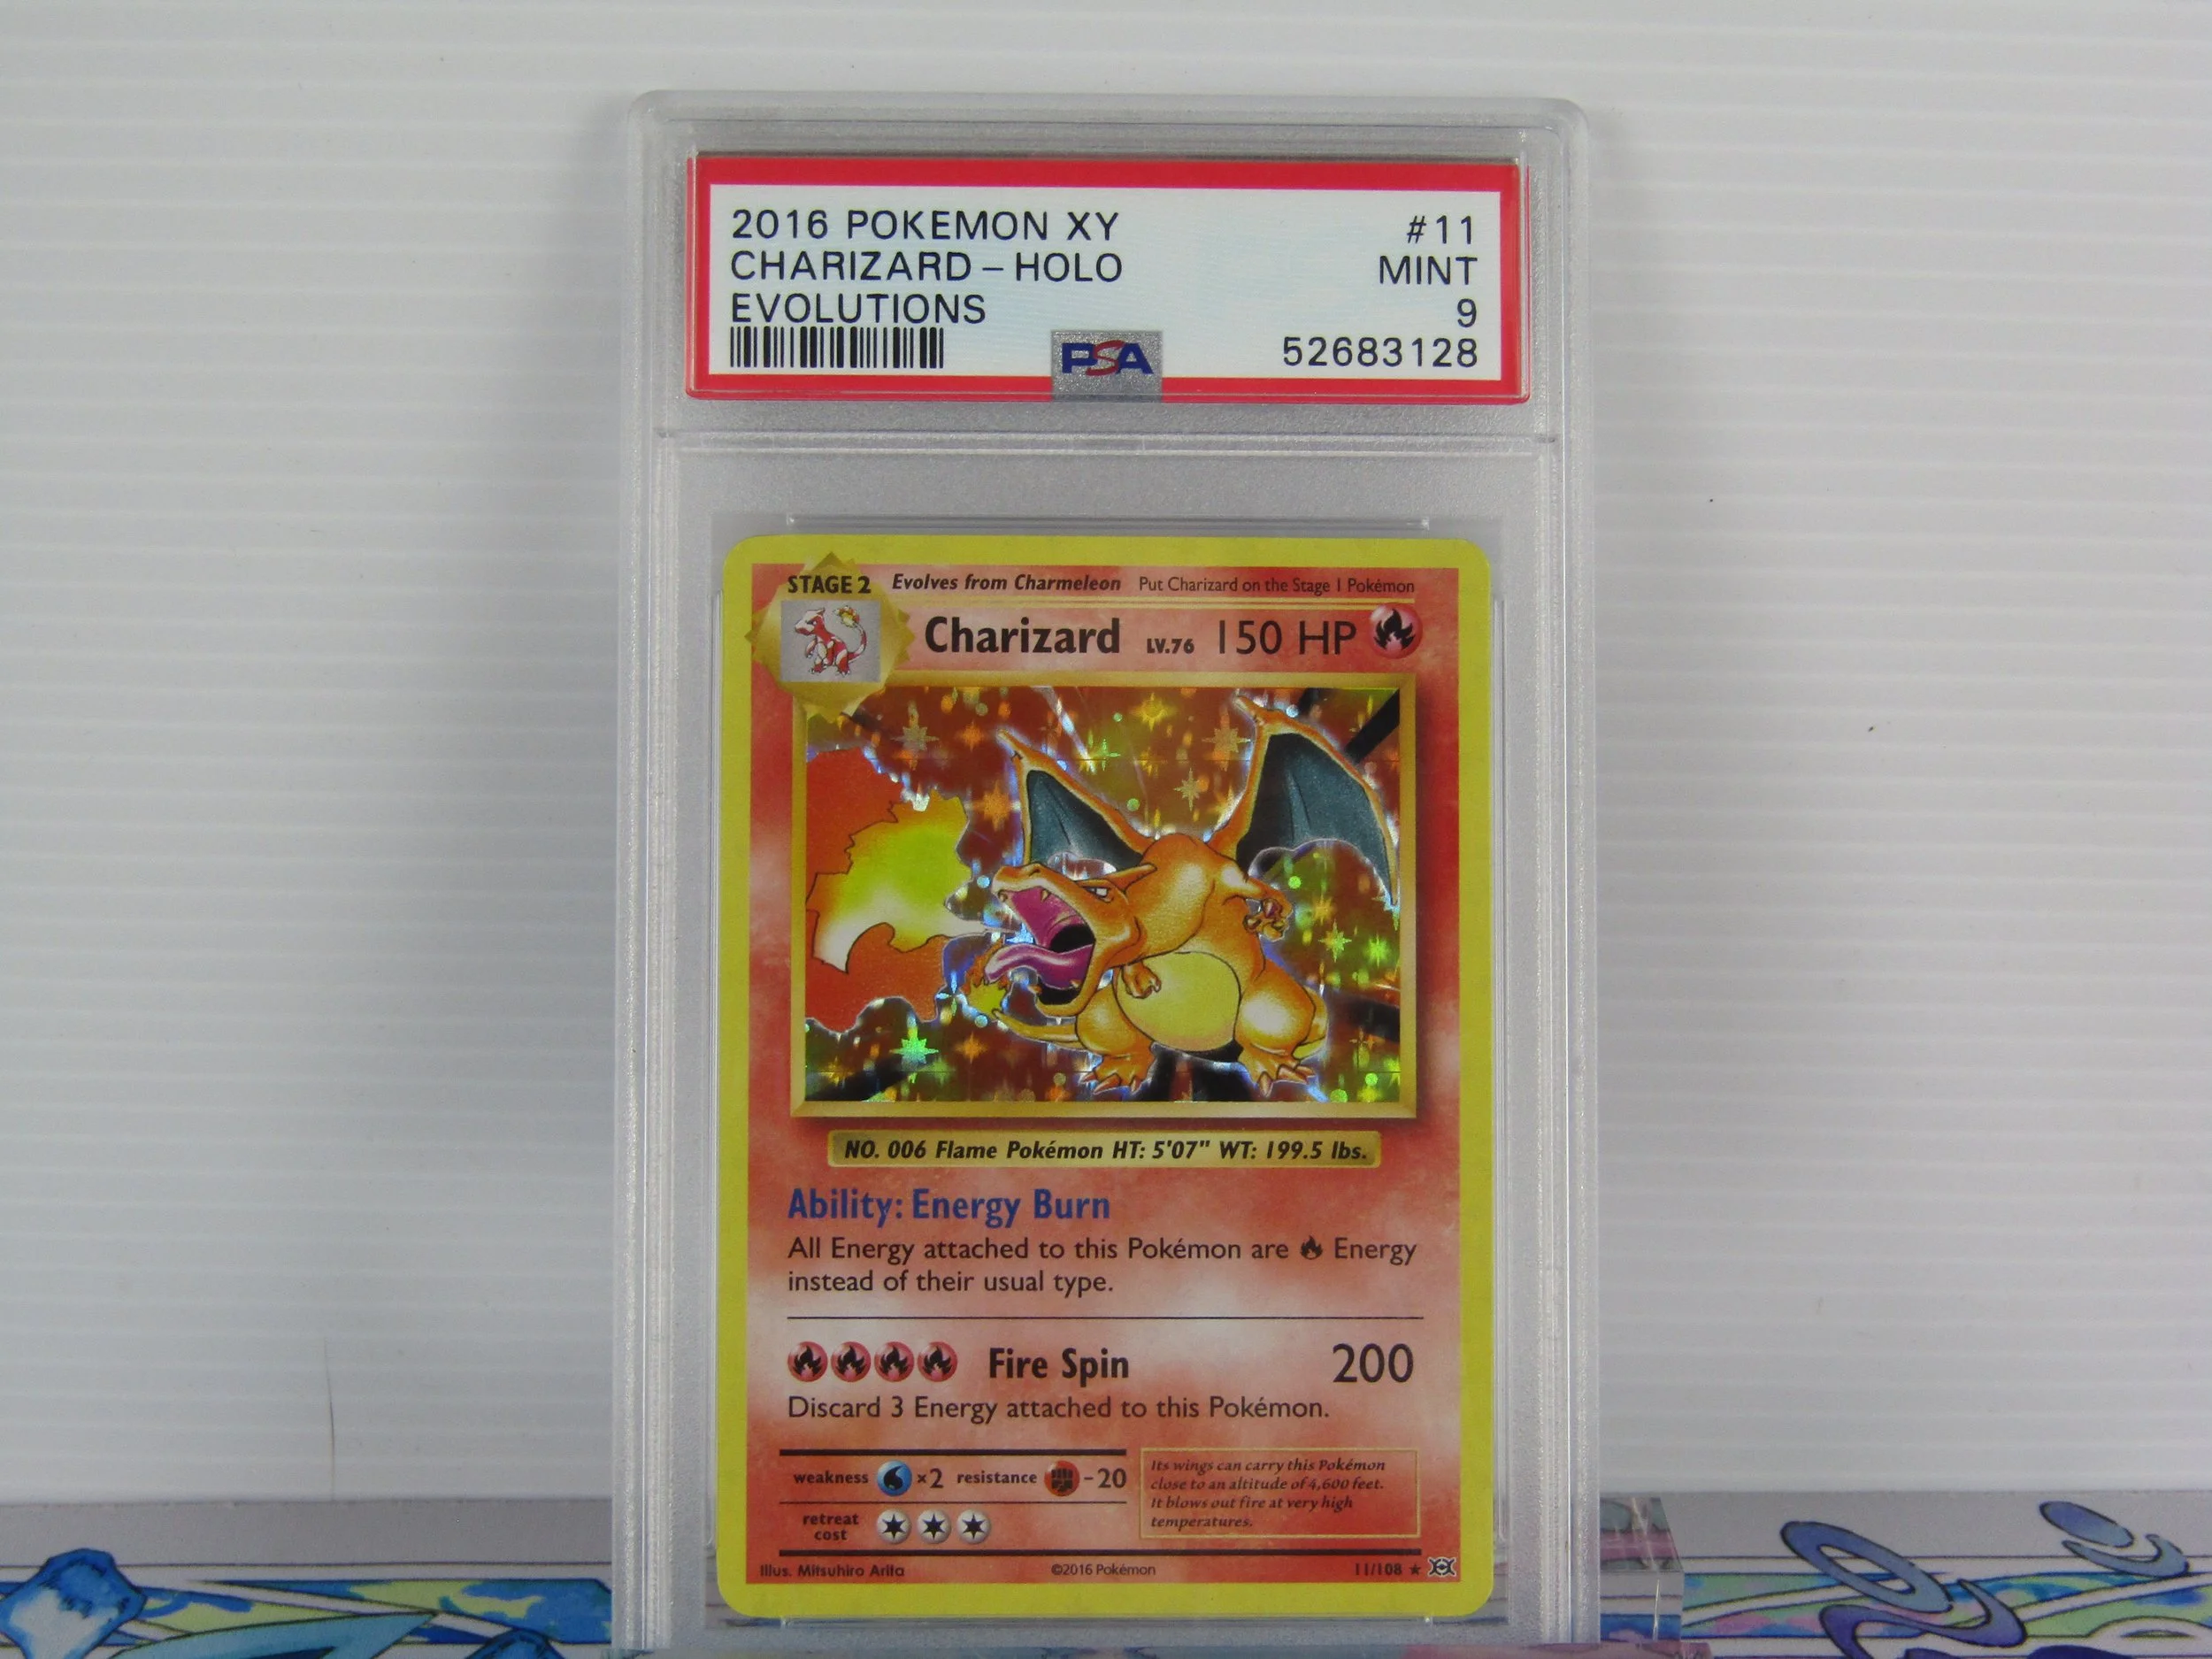 2016 POKEMON XY #11
CHARIZARD - HOLO MINT
EVOLUTIONS 9
PSA 52683128
STAGE 2 Evolves from Charmeleon Put Charizard on the Stage 1 Pokémon
Charizard LV.76 150 HP
NO. 006 Flame Pokémon HT: 5'07" WT: 199.5 lbs.
Ability: Energy Burn
All Energy attached to this Pokémon are Energy
instead of their usual type.
Fire Spin 200
Discard 3 Energy attached to this Pokémon.
weakness ×2 resistance -20
retreat
cost
Its wings can carry this Pokémon
close to an altitude of 4,600 feet.
It blows out fire at very high
temperatures.
Illus. Mitsuhiro Arita ©2016 Pokémon 11/108 ★